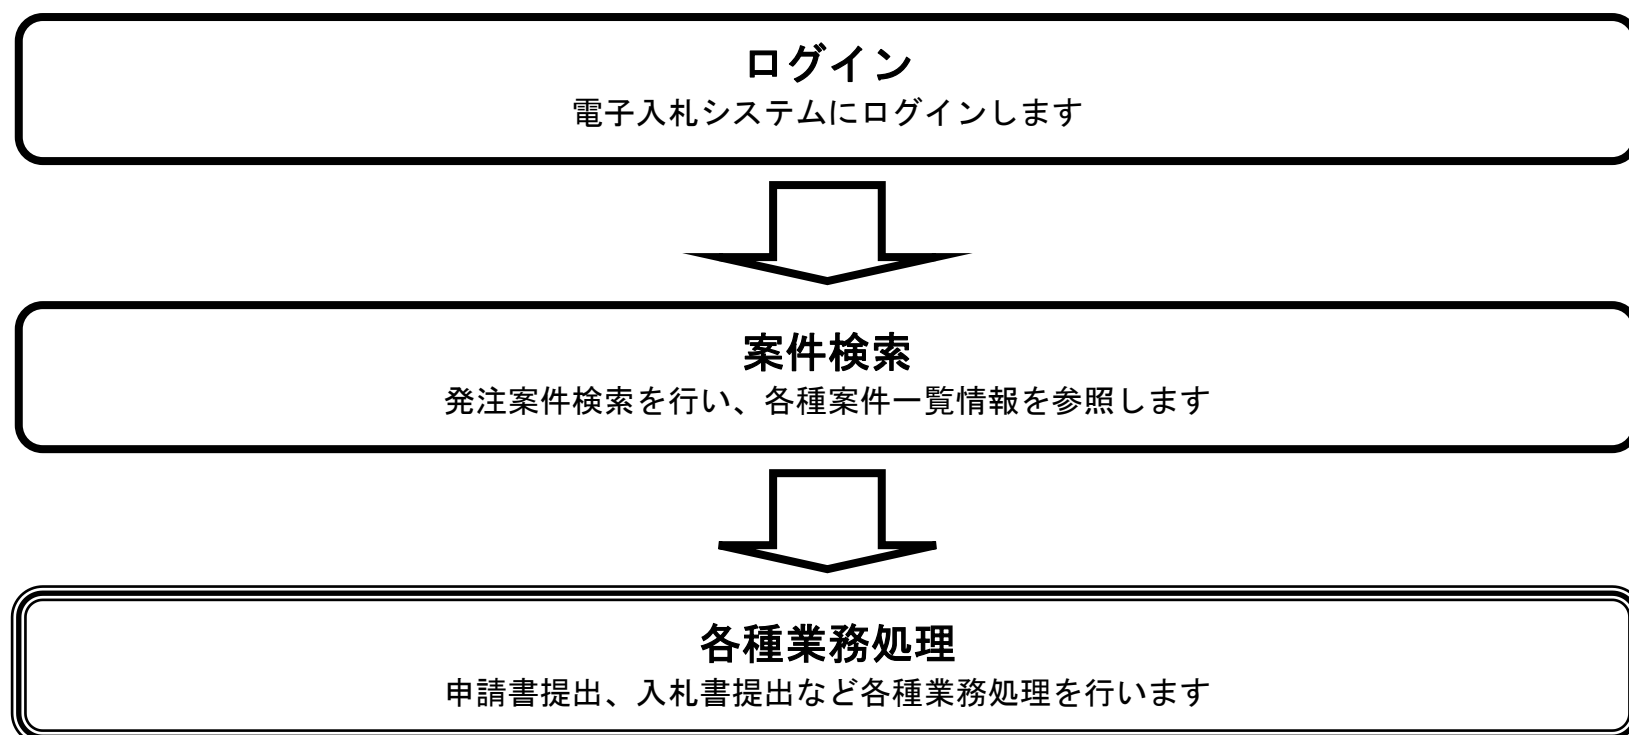 ログイン
電子入札システムにログインします
案件検索
発注案件検索を行い、各種案件一覧情報を参照します
各種業務処理
申請書提出、入札書提出など各種業務処理を行います